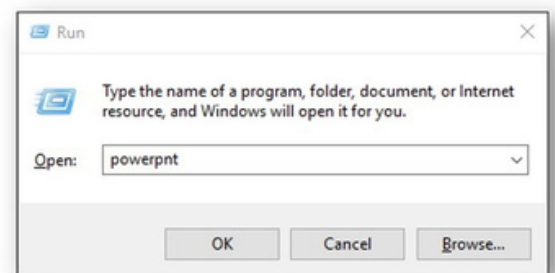 Run
Type the name of a program, folder, document, or Internet
resource, and Windows will open it for you.
Open: powerpnt
OK Cancel Browse...